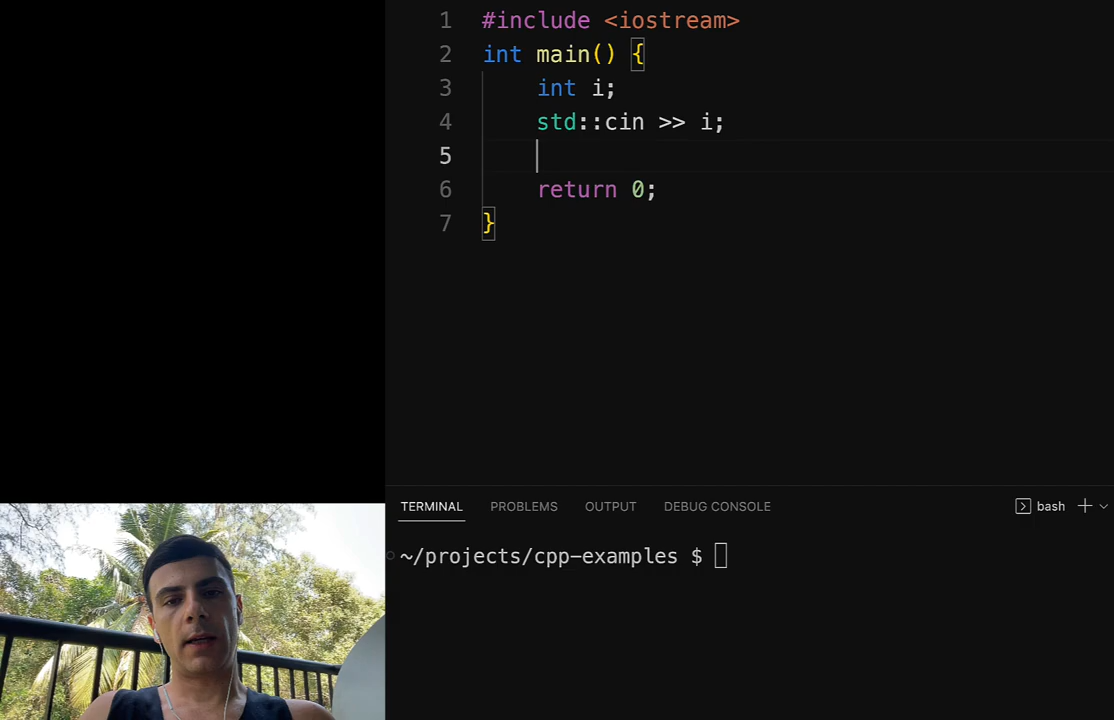 1 #include <iostream>
2 int main() {
3 int i;
4 std::cin >> i;
5
6 return 0;
7 }
TERMINAL PROBLEMS OUTPUT DEBUG CONSOLE bash
~/projects/cpp-examples $